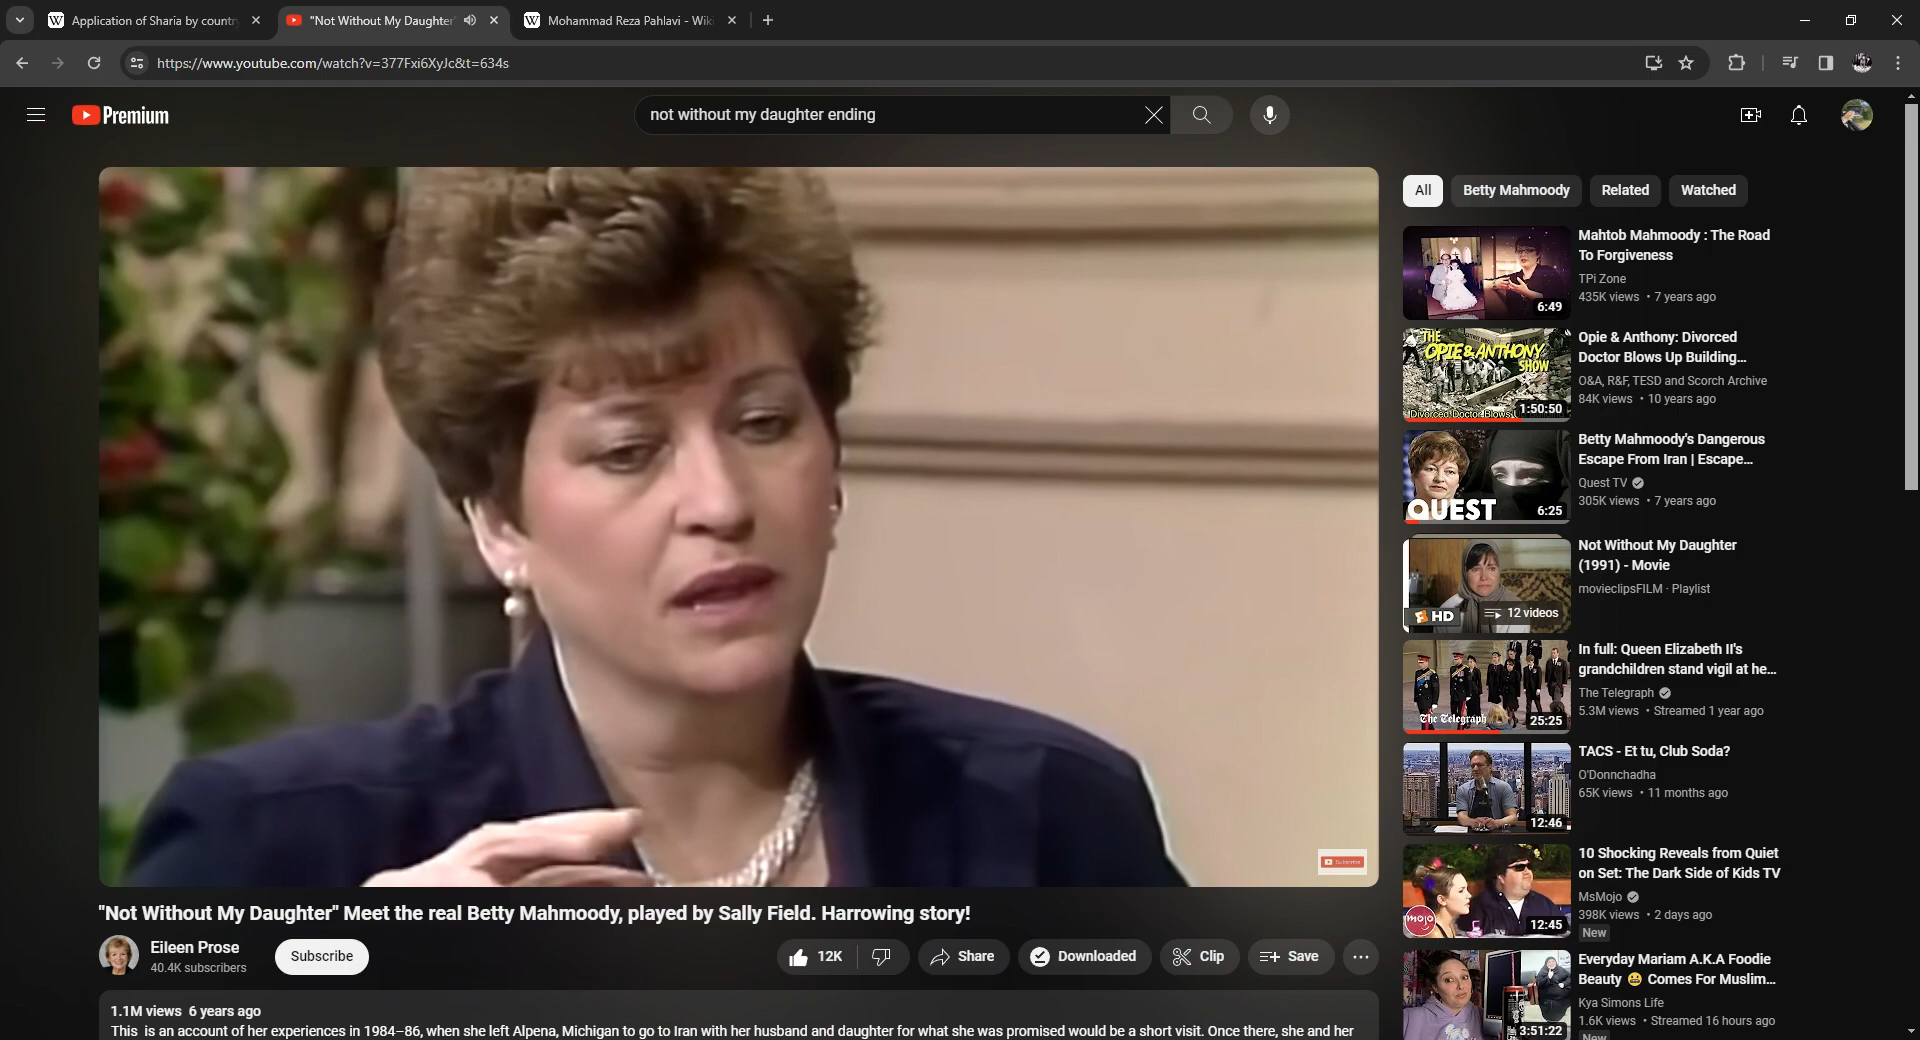 Application of Sharia by countr
"Not Without My Daughter"
Mohammad Reza Pahlavi - Wiki
https://www.youtube.com/watch?v=377Fxi6XyJc&t=634s
Premium
not without my daughter ending
All
Betty Mahmoody
Related
Watched
Mahtob Mahmoody : The Road
To Forgiveness
TPi Zone
435K views • 7 years ago
6:49
THE
OPIE & ANTHONY
SHOW
Divorced Doctor Blows U
1:50:50
Opie & Anthony: Divorced
Doctor Blows Up Building...
O&A, R&F, TESD and Scorch Archive
84K views • 10 years ago
QUEST
6:25
Betty Mahmoody's Dangerous
Escape From Iran | Escape...
Quest TV
305K views • 7 years ago
HD
12 videos
Not Without My Daughter
(1991) - Movie
movieclipsFILM · Playlist
The Telegraph
25:25
In full: Queen Elizabeth II's
grandchildren stand vigil at he...
The Telegraph
5.3M views • Streamed 1 year ago
12:46
TACS - Et tu, Club Soda?
O'Donnchadha
65K views • 11 months ago
mojo
12:45
10 Shocking Reveals from Quiet
on Set: The Dark Side of Kids TV
MsMojo
398K views • 2 days ago
New
3:51:22
Everyday Mariam A.K.A Foodie
Beauty 😬 Comes For Muslim...
Kya Simons Life
1.6K views • Streamed 16 hours ago
New
Subscribe
"Not Without My Daughter" Meet the real Betty Mahmoody, played by Sally Field. Harrowing story!
Eileen Prose
40.4K subscribers
Subscribe
12K
Share
Downloaded
Clip
Save
1.1M views 6 years ago
This is an account of her experiences in 1984–86, when she left Alpena, Michigan to go to Iran with her husband and daughter for what she was promised would be a short visit. Once there, she and her